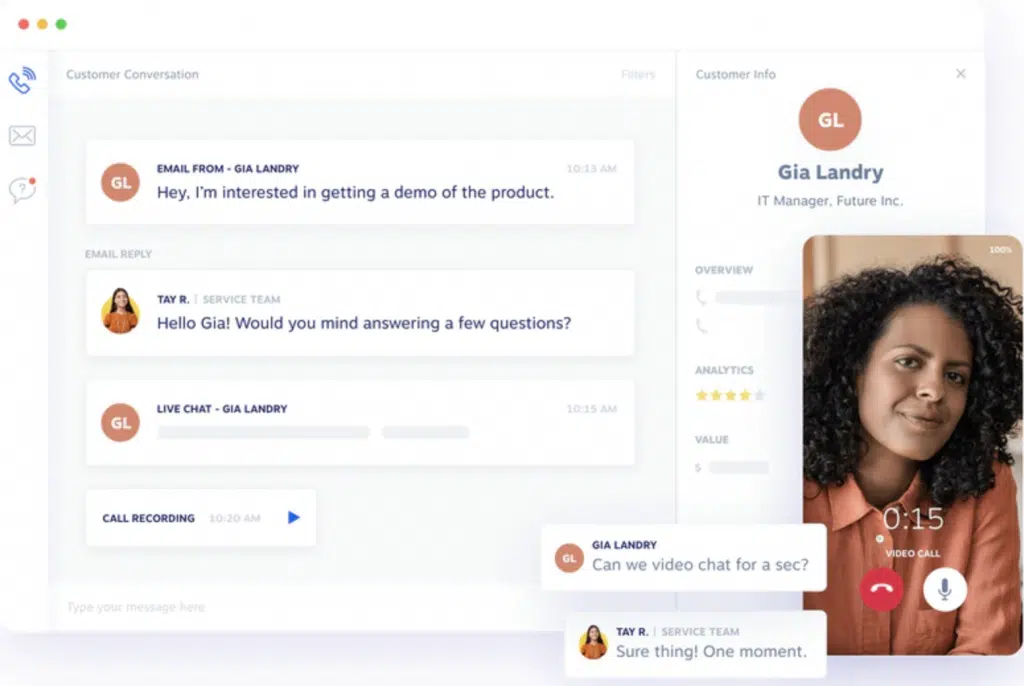 Customer Conversation
Filters
Customer Info
GL
EMAIL FROM - GIA LANDRY
10:13 AM
Hey, I'm interested in getting a demo of the product.
GL
Gia Landry
IT Manager, Future Inc.
EMAIL REPLY
TAY R. | SERVICE TEAM
Hello Gia! Would you mind answering a few questions?
GL
LIVE CHAT - GIA LANDRY
10:15 AM
CALL RECORDING
10:20 AM
Type your message here
OVERVIEW
ANALYTICS
VALUE
$
100%
0:15
VIDEO CALL
GL
GIA LANDRY
Can we video chat for a sec?
TAY R. | SERVICE TEAM
Sure thing! One moment.